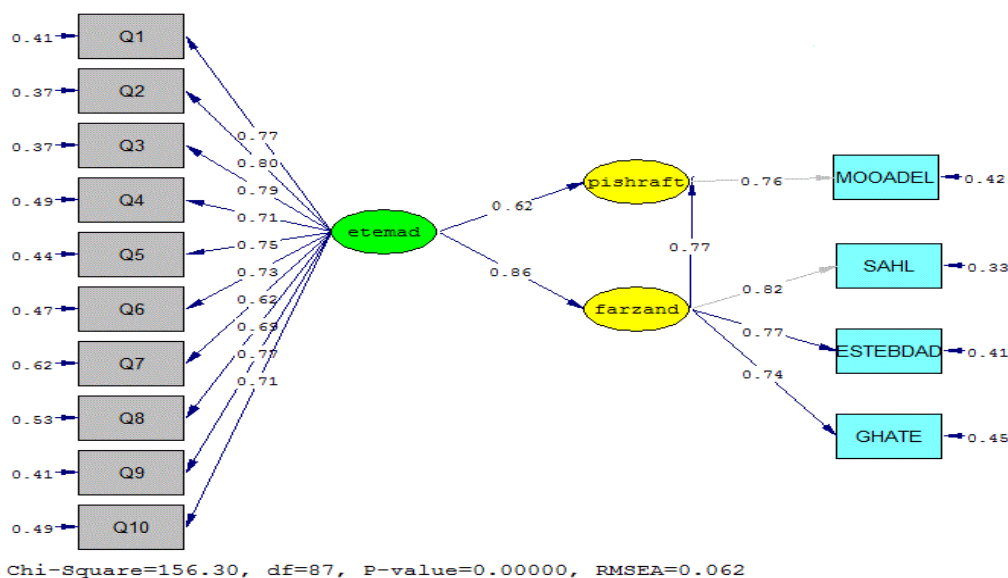 0.41 Q1
0.37 Q2
0.37 Q3
0.49 Q4
0.44 Q5
0.47 Q6
0.62 Q7
0.53 Q8
0.41 Q9
0.49 Q10
0.77
0.80
0.79
0.71
0.75
0.73
0.62
0.69
0.77
0.71
etemad
0.62
0.86
pishraft
0.77
farzand
0.76
0.82
0.77
0.74
MOOADEL 0.42
SAHL 0.33
ESTEBDAD 0.41
GHATE 0.45
Chi-Square=156.30, df=87, P-value=0.00000, RMSEA=0.062